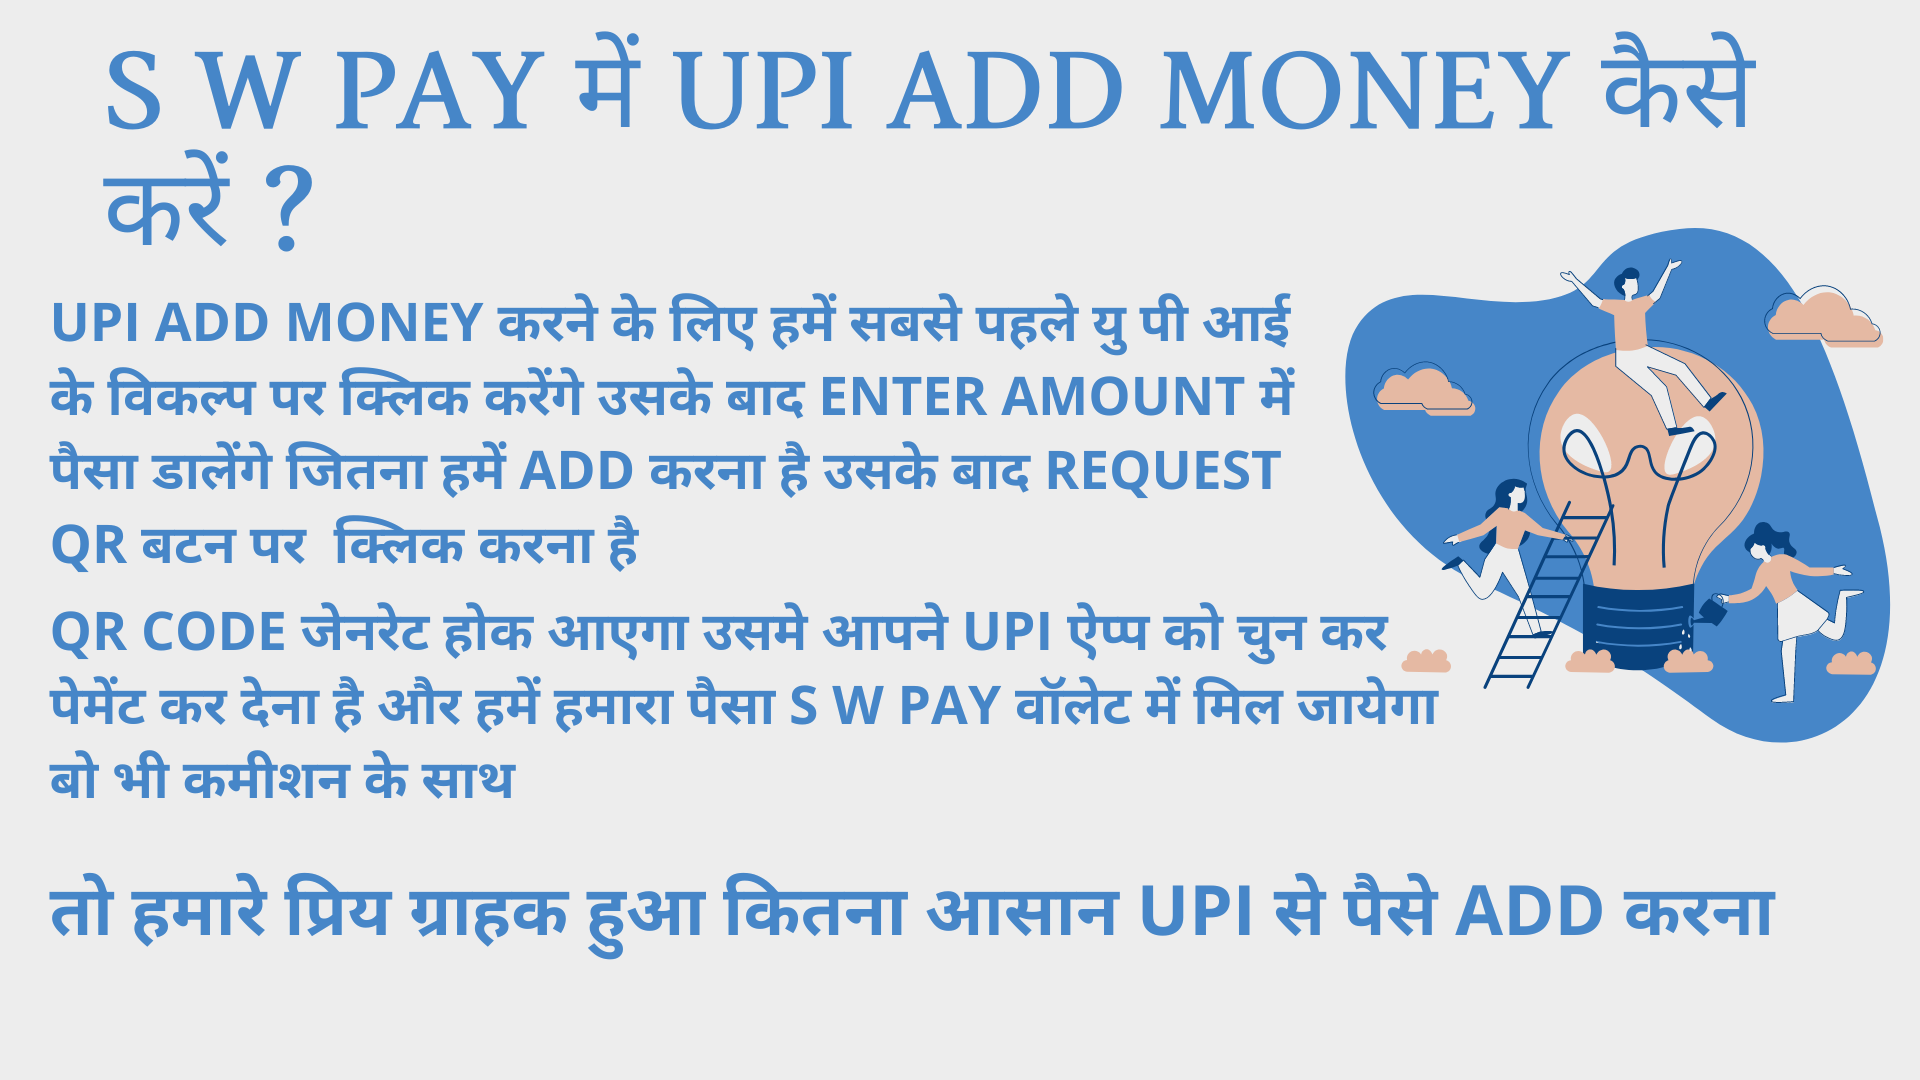 S W PAY में UPI ADD MONEY कैसे
करें ?
UPI ADD MONEY करने के लिए हमें सबसे पहले यु पी आई
के विकल्प पर क्लिक करेंगे उसके बाद ENTER AMOUNT में
पैसा डालेंगे जितना हमें ADD करना है उसके बाद REQUEST
QR बटन पर  क्लिक करना है
QR CODE जेनरेट होक आएगा उसमे आपने UPI ऐप्प को चुन कर
पेमेंट कर देना है और हमें हमारा पैसा S W PAY वॉलेट में मिल जायेगा
बो भी कमीशन के साथ
तो हमारे प्रिय ग्राहक हुआ कितना आसान UPI से पैसे ADD करना